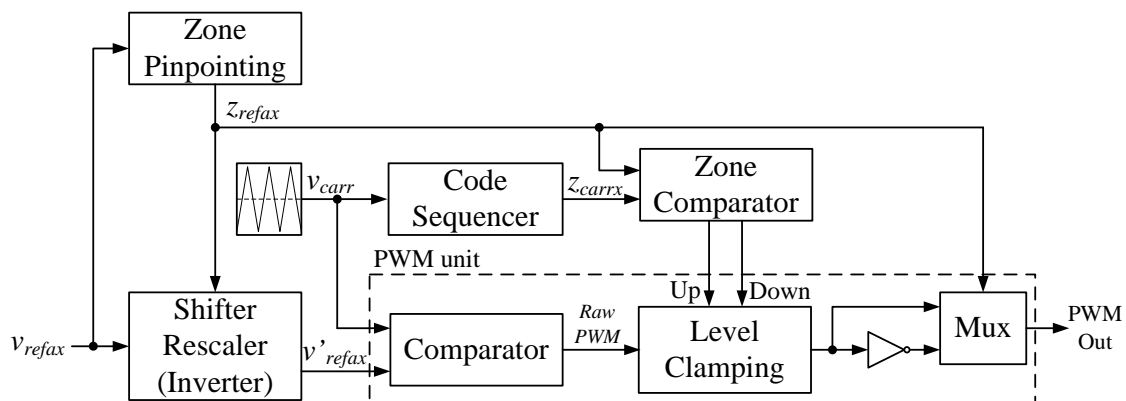 Zone
Pinpointing
z_refax
v_carr
Code
Sequencer
z_carrx
Zone
Comparator
PWM unit
Up
Down
v_refax
Shifter
Rescaler
(Inverter)
v'_refax
Comparator
Raw
PWM
Level
Clamping
Mux
PWM
Out